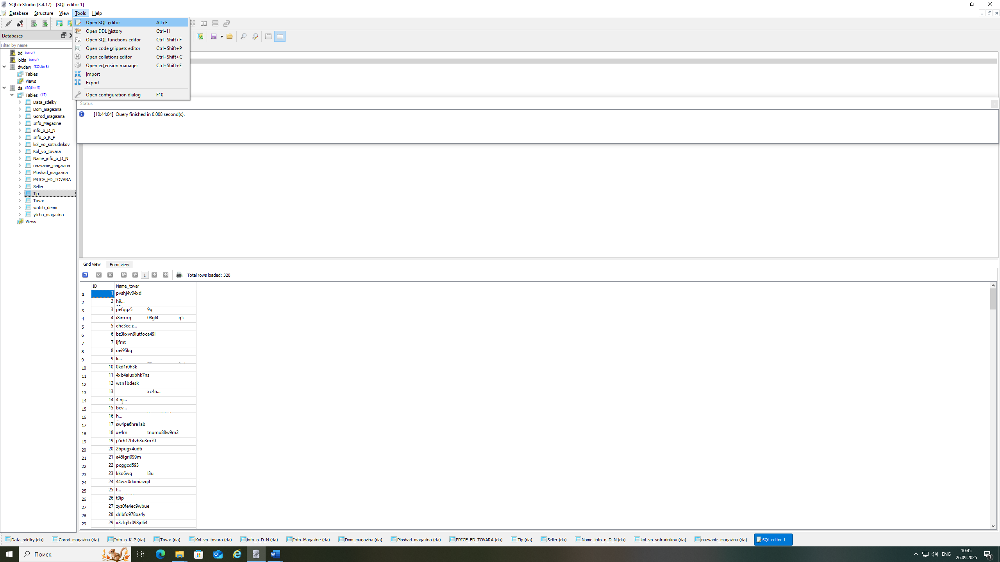 SQLiteStudio (3.4.17) - [SQL editor 1]
Database Structure View Tools Help
Open SQL editor Alt+E
Open DDL history Ctrl+H
Open SQL functions editor Ctrl+Shift+F
Open code snippets editor Ctrl+Shift+P
Open collations editor Ctrl+Shift+C
Open extension manager Ctrl+Shift+E
Import
Export
Open configuration dialog F10
Databases
Filter by name
bd (error)
lolda (error)
dwdaw (SQLite 3)
Tables
Views
da (SQLite 3)
Tables (17)
Data_sdelky
Dom_magazina
Gorod_magazina
Info_Magazine
info_o_D_N
Info_o_K_P
kol_vo_sotrudnikov
Kol_vo_tovara
Name_info_o_D_N
nazvanie_magazina
Ploshad_magazina
PRICE_ED_TOVARA
Seller
Tip
Tovar
watch_demo
ylicha_magazina
Views
Status
[10:44:04] Query finished in 0.008 second(s).
Grid view Form view
1 Total rows loaded: 320
ID Name_tovar
1 1 pvshj4v04xd
2 2 h9...
3 3 pefqgz5 9q
4 4 i8im xq 08gl4 q5
5 5 ehc3xe z...
6 6 bz3kxvn9iutfoca49l
7 7 ljfmt
8 8 oei95kq
9 9 k...
10 10 0kd1r0h3k
11 11 4xb4aiuxbhk7ns
12 12 wsn1bdesk
13 13 xc4n...
14 14 4 nj...
15 15 bcv...
16 16 h...
17 17 sw4pe6hre1ab
18 18 xe4rn tnumu88w9m2
19 19 p5rh17bfvh3u3m70
20 20 2bpugx4udti
21 21 a45lgri099m
22 22 pcggcd593
23 23 kko6wg l3u
24 24 44wzr0rkxniavqil
25 25 t...
26 26 t0ip
27 27 zyz0fe4ec9wbue
28 28 drlbfo978oa4y
29 29 x3zfq3x098jrl64
Data_sdelky (da) Gorod_magazina (da) Info_o_K_P (da) Tovar (da) Kol_vo_tovara (da) info_o_D_N (da) Info_Magazine (da) Dom_magazina (da) Ploshad_magazina (da) PRICE_ED_TOVARA (da) Tip (da) Seller (da) Name_info_o_D_N (da) kol_vo_sotrudnikov (da) nazvanie_magazina (da) SQL editor 1
Поиск
ENG
10:45
26.09.2025
1